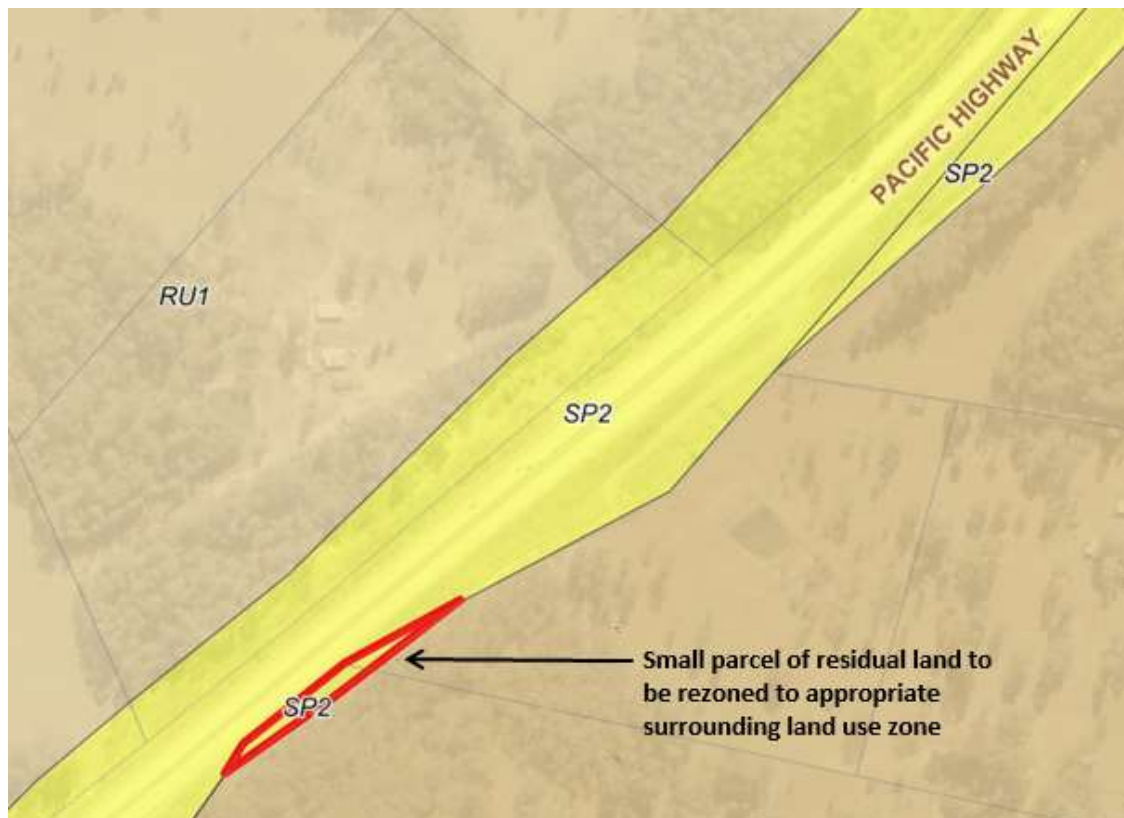 PACIFIC HIGHWAY
SP2
RU1
SP2
Small parcel of residual land to
be rezoned to appropriate
surrounding land use zone
SP2